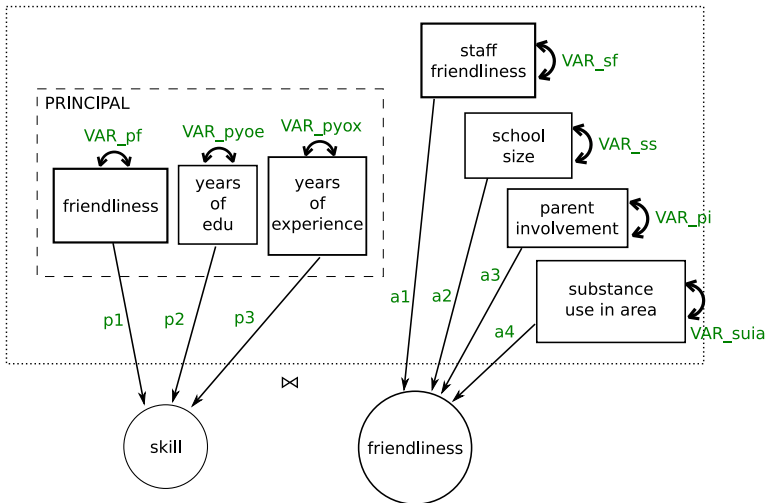 staff
friendliness
VAR_sf
PRINCIPAL
VAR_pf
VAR_pyoe
VAR_pyox
friendliness
years
of
edu
years
of
experience
school
size
VAR_ss
parent
involvement
VAR_pi
substance
use in area
VAR_suia
p1
p2
p3
a1
a2
a3
a4
⋈
skill
friendliness